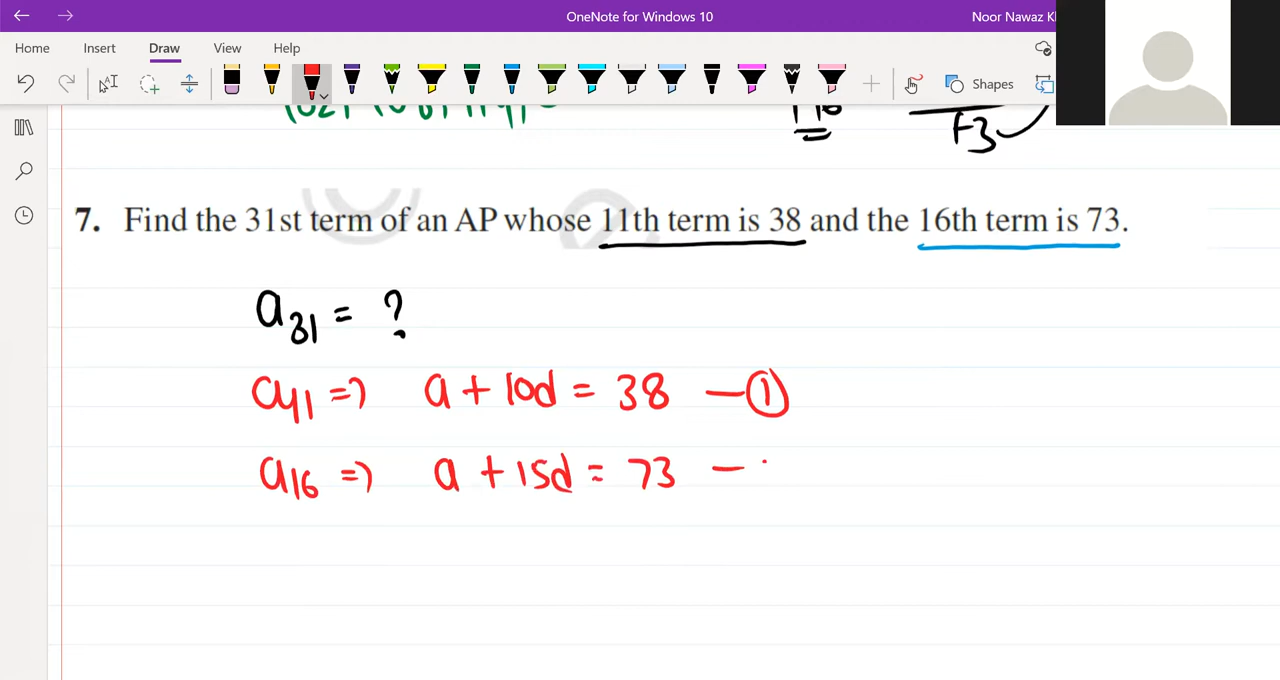 OneNote for Windows 10
Noor Nawaz Kh
Home Insert Draw View Help
Shapes
+3
7. Find the 31st term of an AP whose 11th term is 38 and the 16th term is 73.
a31 = ?
a11 => a + 10d = 38 — ①
a16 => a + 15d = 73 —